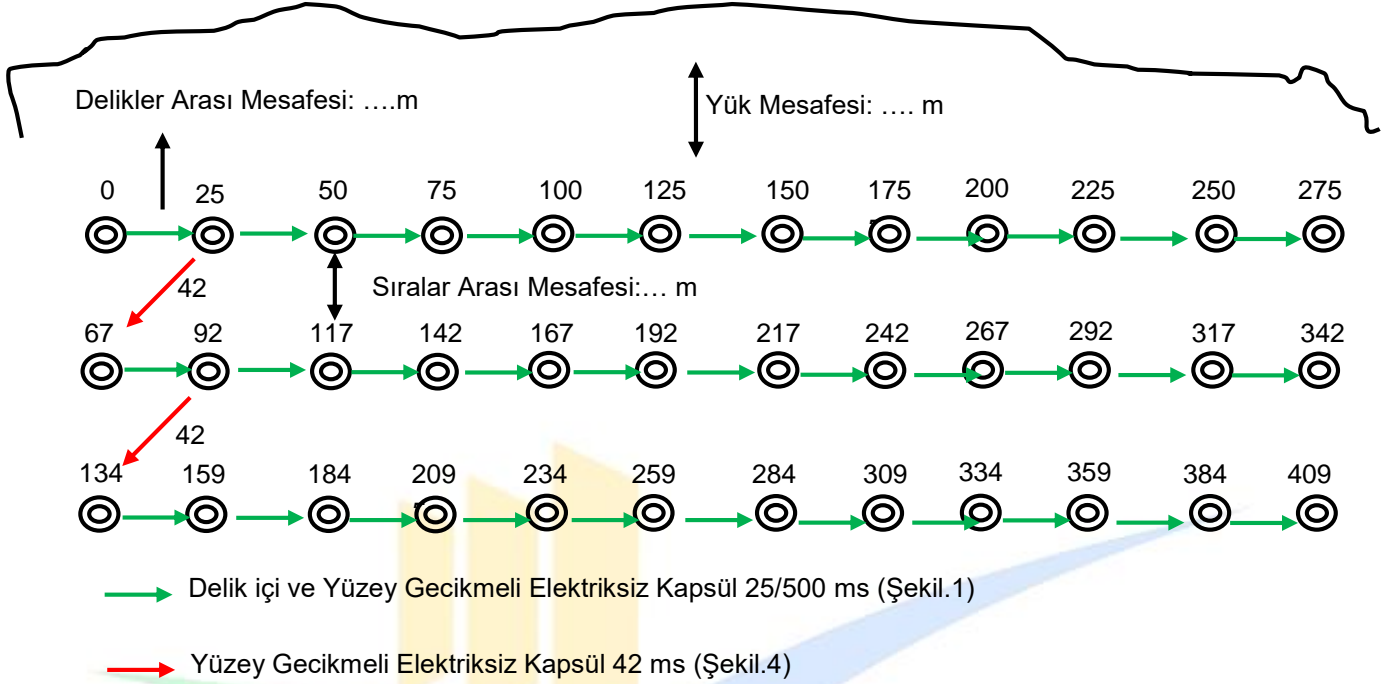 Delikler Arası Mesafesi: ….m
Yük Mesafesi: …. m
0 25 50 75 100 125 150 175 200 225 250 275
42
Sıralar Arası Mesafesi:… m
67 92 117 142 167 192 217 242 267 292 317 342
42
134 159 184 209 234 259 284 309 334 359 384 409
Delik içi ve Yüzey Gecikmeli Elektriksiz Kapsül 25/500 ms (Şekil.1)
Yüzey Gecikmeli Elektriksiz Kapsül 42 ms (Şekil.4)